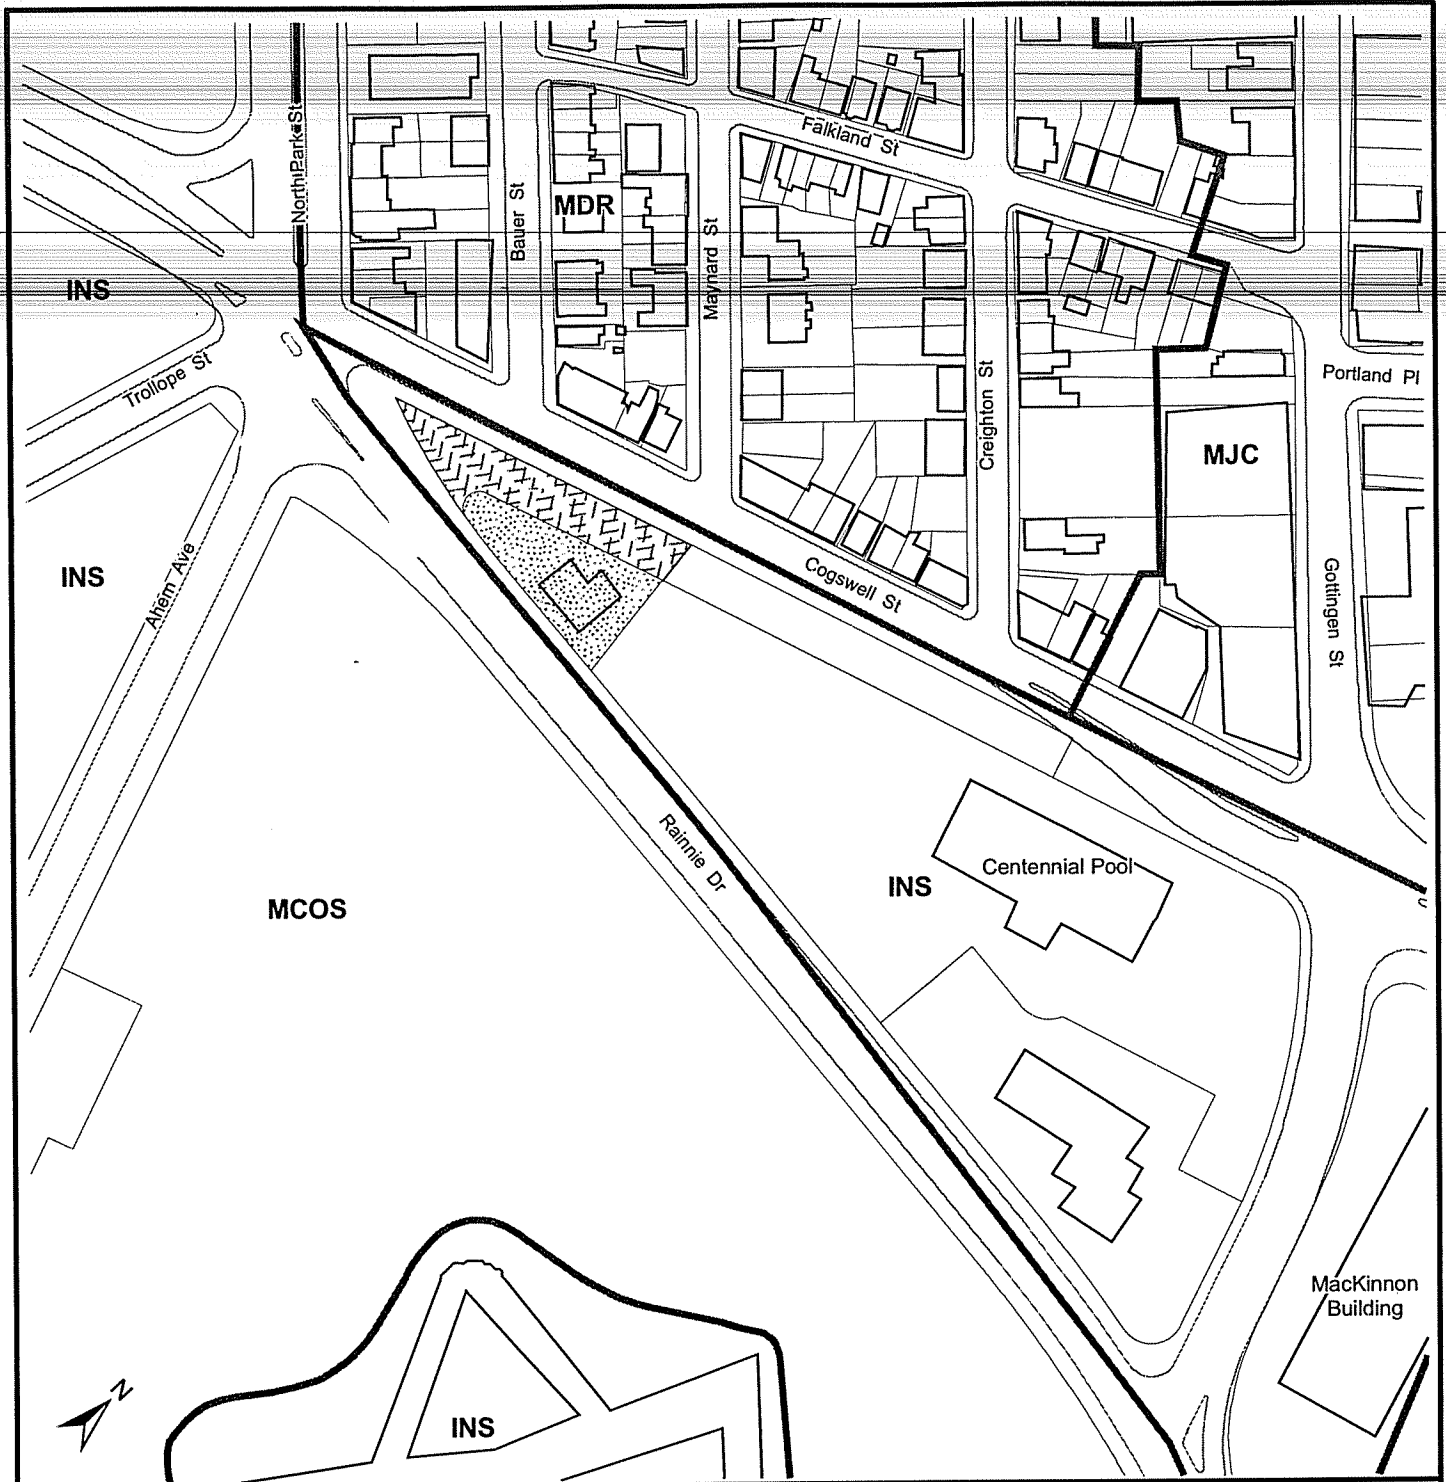 North Park St
Falkland St
MDR
Bauer St
Maynard St
INS
Trollope St
Portland Pl
Creighton St
MJC
Ahern Ave
INS
Cogswell St
Gottingen St
Rainnie Dr
Centennial Pool
INS
MCOS
MacKinnon
Building
N
INS